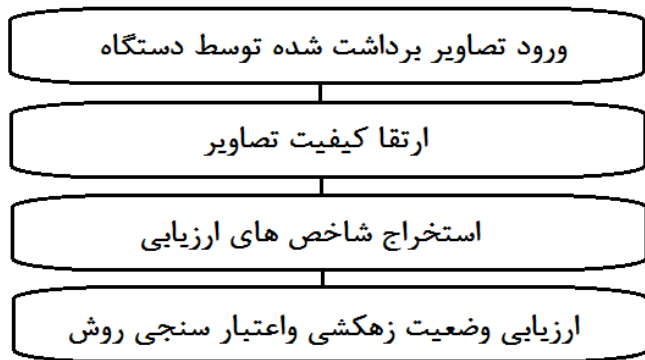 ورود تصاویر برداشت شده توسط دستگاه
ارتقا کیفیت تصاویر
استخراج شاخص های ارزیابی
ارزیابی وضعیت زهکشی واعتبار سنجی روش